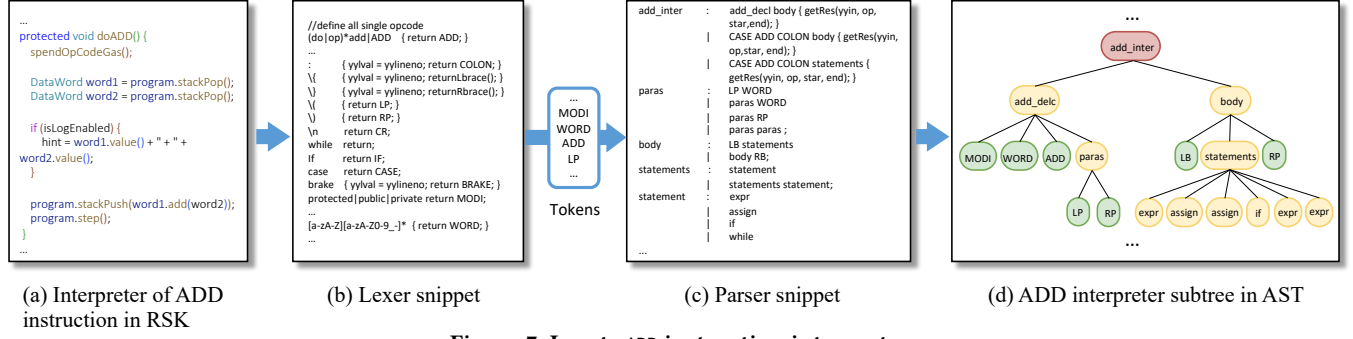 ...
protected void doADD() {
spendOpCodeGas();
DataWord word1 = program.stackPop();
DataWord word2 = program.stackPop();
if (isLogEnabled) {
hint = word1.value() + " + " +
word2.value();
}
program.stackPush(word1.add(word2));
program.step();
}
...
(a) Interpreter of ADD
instruction in RSK
//define all single opcode
(do|op)*add|ADD { return ADD; }
...
: { yylval = yylineno; return COLON; }
\{ { yylval = yylineno; returnLbrace(); }
\} { yylval = yylineno; returnRbrace(); }
\( { return LP; }
\) { return RP; }
\n return CR;
while return;
If return IF;
case return CASE;
brake { yylval = yylineno; return BRAKE; }
protected|public|private return MODI;
...
[a-zA-Z][a-zA-Z0-9_-]* { return WORD; }
...
(b) Lexer snippet
...
MODI
WORD
ADD
LP
...
Tokens
add_inter : add_decl body { getRes(yyin, op,
star,end); }
| CASE ADD COLON body { getRes(yyin,
op,star, end); }
| CASE ADD COLON statements {
getRes(yyin, op, star, end); }
paras : LP WORD
| paras WORD
| paras RP
| paras paras ;
body : LB statements
| body RB;
statements : statement
| statements statement;
statement : expr
| assign
| if
| while
...
(c) Parser snippet
...
add_inter
add_delc body
MODI WORD ADD paras LB statements RP
LP RP expr assign assign if expr expr
...
(d) ADD interpreter subtree in AST